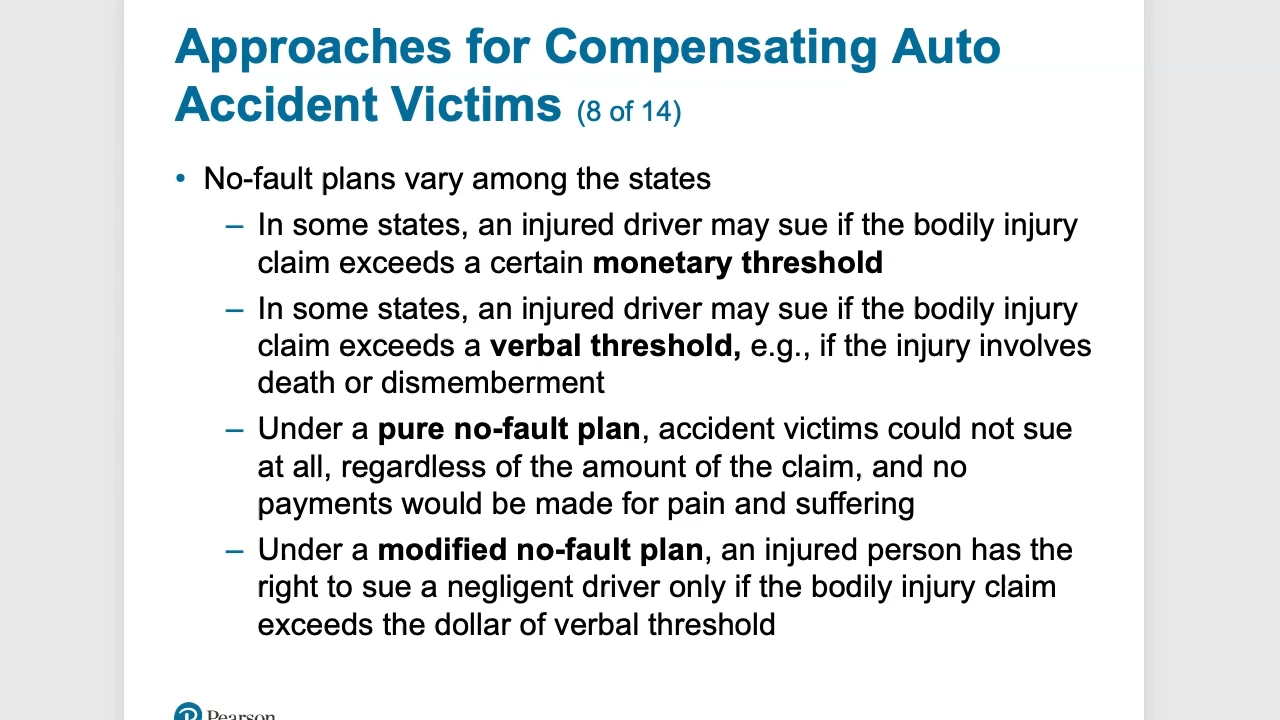 Approaches for Compensating Auto
Accident Victims (8 of 14)
• No-fault plans vary among the states
– In some states, an injured driver may sue if the bodily injury
claim exceeds a certain monetary threshold
– In some states, an injured driver may sue if the bodily injury
claim exceeds a verbal threshold, e.g., if the injury involves
death or dismemberment
– Under a pure no-fault plan, accident victims could not sue
at all, regardless of the amount of the claim, and no
payments would be made for pain and suffering
– Under a modified no-fault plan, an injured person has the
right to sue a negligent driver only if the bodily injury claim
exceeds the dollar of verbal threshold
Pearson